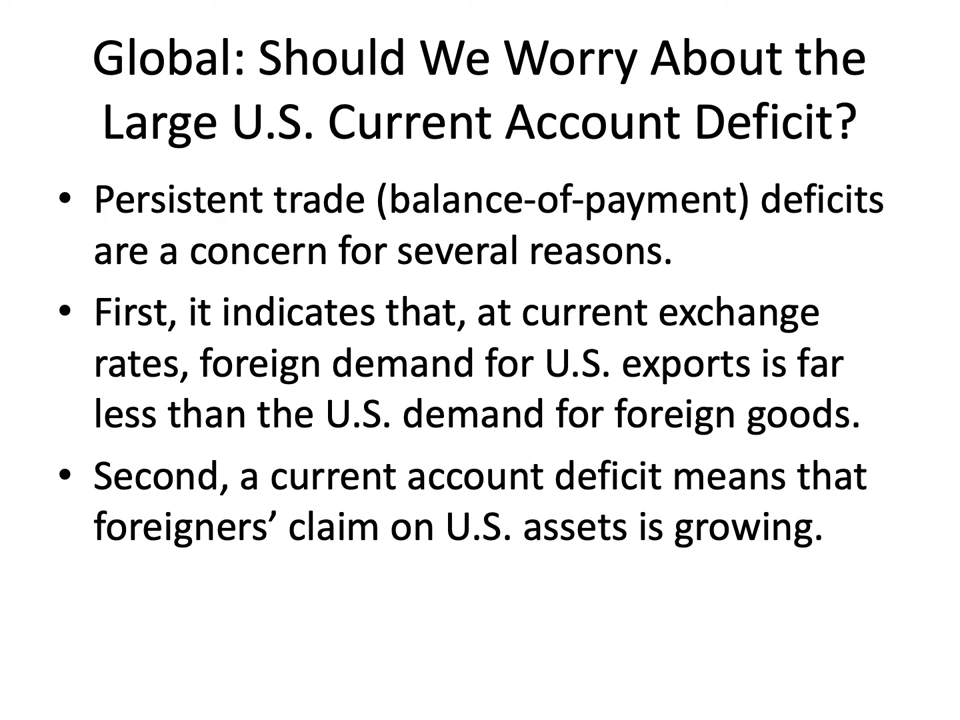 Global: Should We Worry About the
Large U.S. Current Account Deficit?
• Persistent trade (balance-of-payment) deficits
are a concern for several reasons.
• First, it indicates that, at current exchange
rates, foreign demand for U.S. exports is far
less than the U.S. demand for foreign goods.
• Second, a current account deficit means that
foreigners’ claim on U.S. assets is growing.